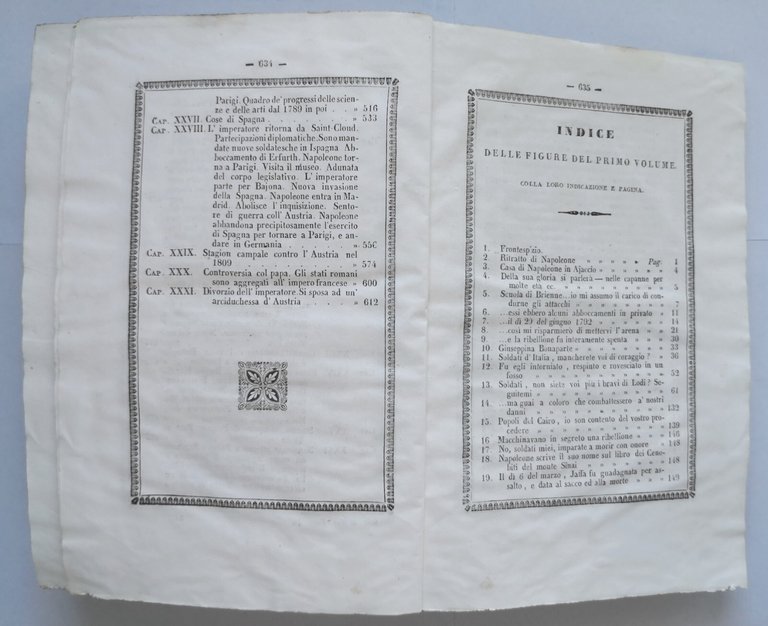 — 634 —
Parigi. Quadro de' progressi delle scien-
ze e delle arti dal 1789 in poi . . » 516
CAP. XXVII. Cose di Spagna . . . . . . . » 533
CAP. XXVIII. L' imperatore ritorna da Saint-Cloud.
Partecipazioni diplomatiche. Sono man-
date nuove soldatesche in Ispagna Ab-
boccamento di Erfurth. Napoleone tor-
na a Parigi. Visita il museo. Adunata
del corpo legislativo. L' imperatore
parte per Bajona. Nuova invasione
della Spagna. Napoleone entra in Ma-
drid. Abolisce l' inquisizione. Sento-
re di guerra coll' Austria. Napoleone
abbandona precipitosamente l'esercito
di Spagna per tornare a Parigi, e an-
dare in Germania . . . . . . » 550
CAP. XXIX. Stagion campale contro l' Austria nel
1809 . . . . . . . . . » 574
CAP. XXX. Controversia col papa. Gli stati romani
sono aggregati all' impero francese » 600
CAP. XXXI. Divorzio dell' imperatore. Si sposa ad un'
arciduchessa d' Austria . . . . » 612
— 635 —
INDICE
DELLE FIGURE DEL PRIMO VOLUME.
COLLA LORO INDICAZIONE E PAGINA.
1. Frontespizio.
2. Ritratto di Napoleone » » » » Pag. 1
3. Casa di Napoleone in Ajaccio » » » » » 4
4. Della sua gloria si parlerà — nelle capanne per
molte età ec. » » » » » » » 5
5. Scuola di Brienne...io mi assumo il carico di con-
durne gli attacchi » » » » » » 7
6. ...essi ebbero alcuni abboccamenti in privato » 11
7. ...il dì 29 del giugno 1792 » » » » » 14
8. ...così mi risparmierò di mettervi l' arena » » 21
9. ...e la ribellione fu interamente spenta » » 30
10. Giuseppina Bonaparte » » » » » » 33
11. Soldati d' Italia, mancherete voi di coraggio? » 36
12. Fu egli intorniato, respinto e rovesciato in un
fosso » » » » » » » » 52
13. Soldati, non siete voi più i bravi di Lodi? Se-
guitemi » » » » » » » » 61
14. ...ma guai a coloro che combattessero a' nostri
danni » » » » » » » » 132
15. Popoli del Cairo, io son contento del vostro pro-
cedere » » » » » » » » 139
16 Macchinavano in segreto una ribellione » » 146
17. No, soldati miei, imparate a morir con onore » 148
18. Napoleone scrive il suo nome sul libro dei Ceno-
biti del monte Sinai » » » » » » 148
19. Il dì 6 del marzo, Jaffa fu guadagnata per as-
salto, e data al sacco ed alla morte » » » 149